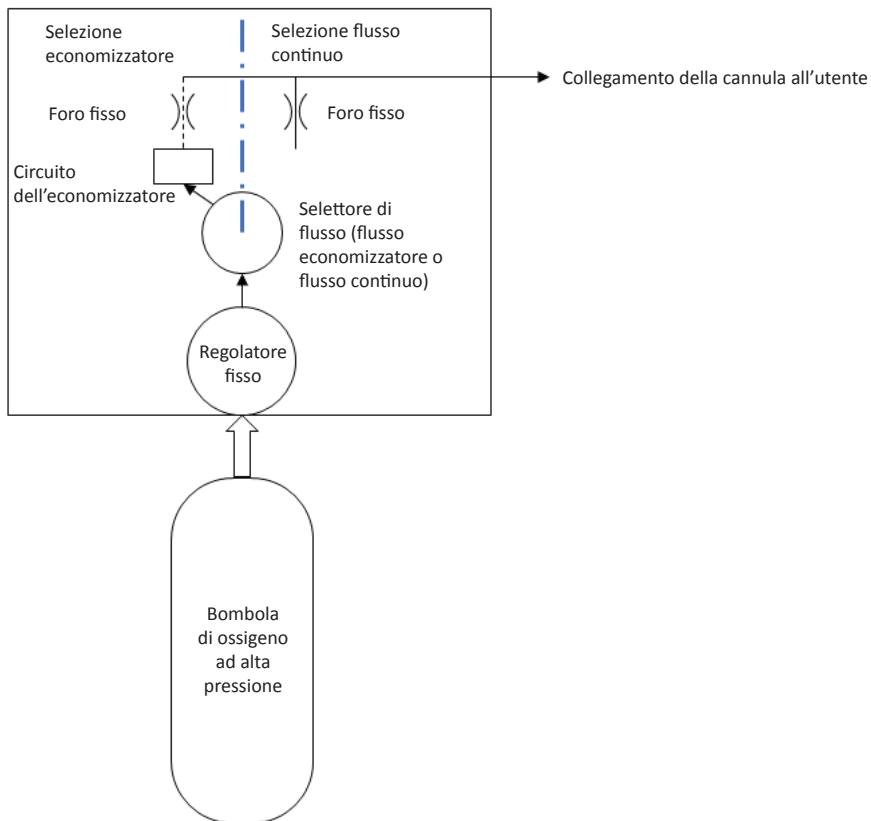 Selezione
economizzatore
Selezione flusso
continuo
Collegamento della cannula all’utente
Foro fisso
Foro fisso
Circuito
dell’economizzatore
Selettore di
flusso (flusso
economizzatore o
flusso continuo)
Regolatore
fisso
Bombola
di ossigeno
ad alta
pressione